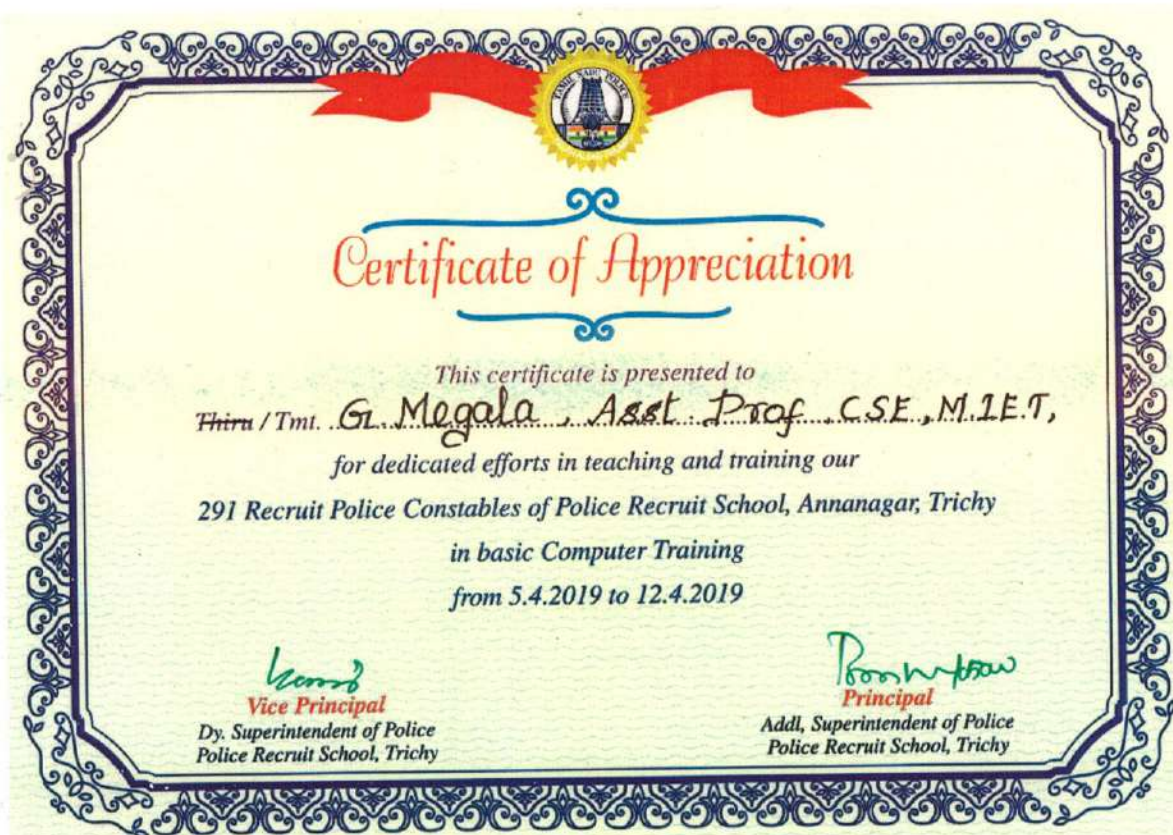 TAMIL NADU POLICE
Certificate of Appreciation
This certificate is presented to
Thiru / Tmt. G. Megala , Asst. Prof . CSE , M.I.E.T,
for dedicated efforts in teaching and training our
291 Recruit Police Constables of Police Recruit School, Annanagar, Trichy
in basic Computer Training
from 5.4.2019 to 12.4.2019
Vice Principal
Dy. Superintendent of Police
Police Recruit School, Trichy
Principal
Addl, Superintendent of Police
Police Recruit School, Trichy